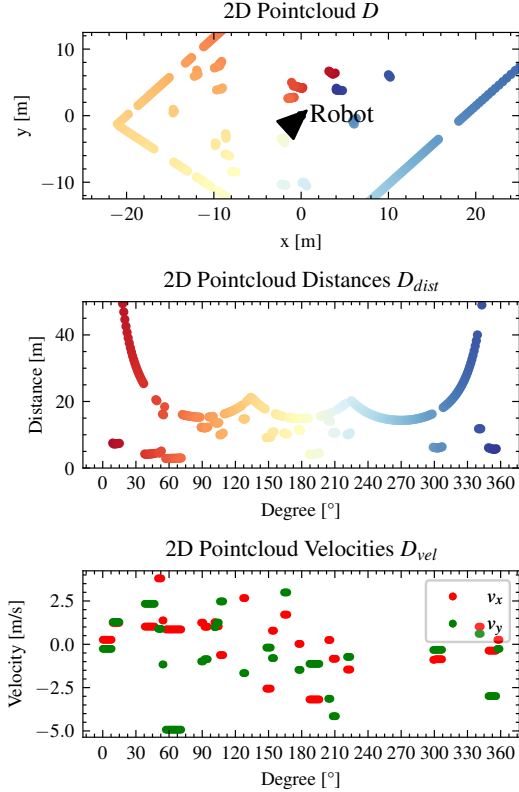 2D Pointcloud D
10
0
−10
y [m]
Robot
−20 −10 0 10 20
x [m]
2D Pointcloud Distances D_dist
40
20
0
Distance [m]
0 30 60 90 120 150 180 210 240 270 300 330 360
Degree [°]
2D Pointcloud Velocities D_vel
2.5
0.0
−2.5
−5.0
Velocity [m/s]
v_x
v_y
0 30 60 90 120 150 180 210 240 270 300 330 360
Degree [°]